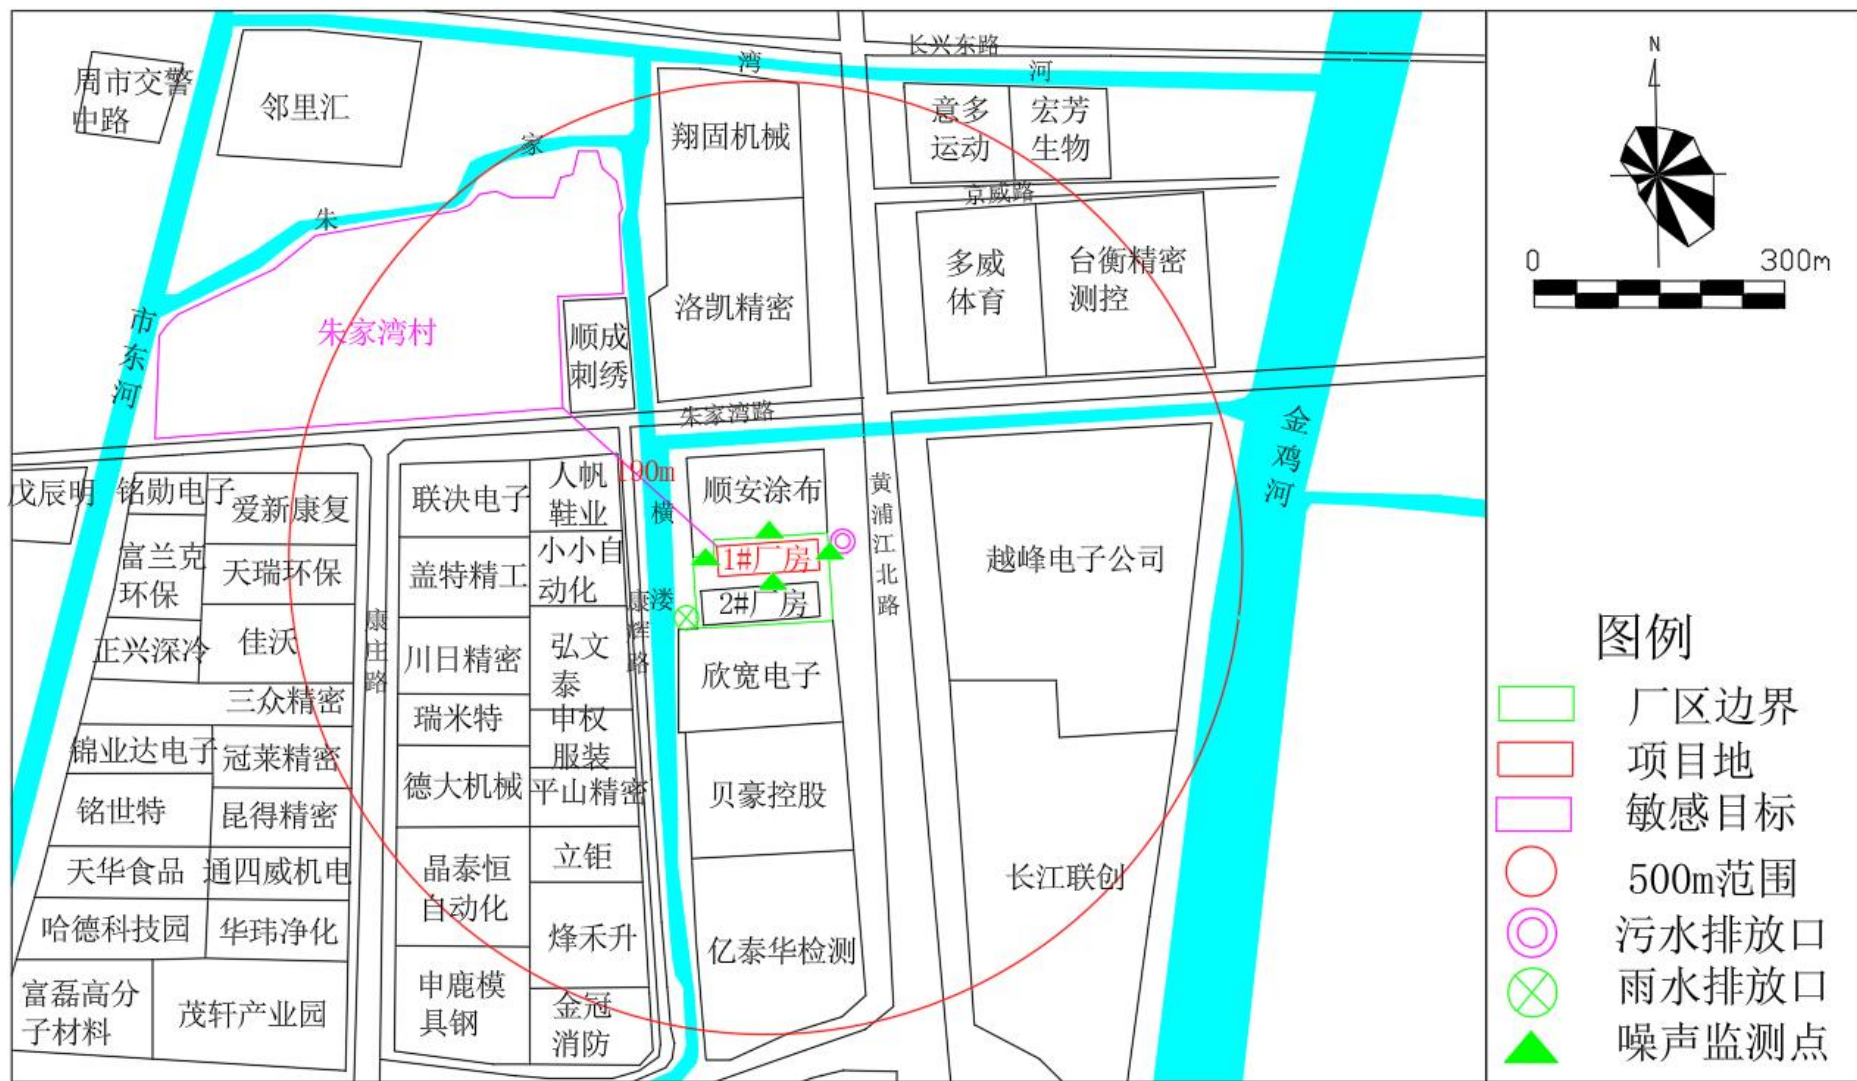 长兴东路
湾
河
周市交警
中路
邻里汇
家
翔固机械
意多
运动
宏芳
生物
京威路
朱
多威
体育
台衡精密
测控
洛凯精密
朱家湾村
顺成
刺绣
市
东
河
朱家湾路
金
鸡
河
戊辰明
铭勋电子
爱新康复
联决电子
人帆
鞋业
190m
横
顺安涂布
黄
浦
江
北
路
富兰克
环保
天瑞环保
盖特精工
小小自
动化
1#厂房
越峰电子公司
溇
2#厂房
康
辉
路
康
庄
路
正兴深冷
佳沃
川日精密
弘文
泰
欣宽电子
三众精密
瑞米特
申权
服装
锦业达电子
冠莱精密
德大机械
平山精密
贝豪控股
铭世特
昆得精密
天华食品
通四威机电
晶泰恒
自动化
立钜
长江联创
哈德科技园
华玮净化
烽禾升
亿泰华检测
富磊高分
子材料
茂轩产业园
申鹿模
具钢
金冠
消防
N
0
300m
图例
厂区边界
项目地
敏感目标
500m范围
污水排放口
雨水排放口
噪声监测点